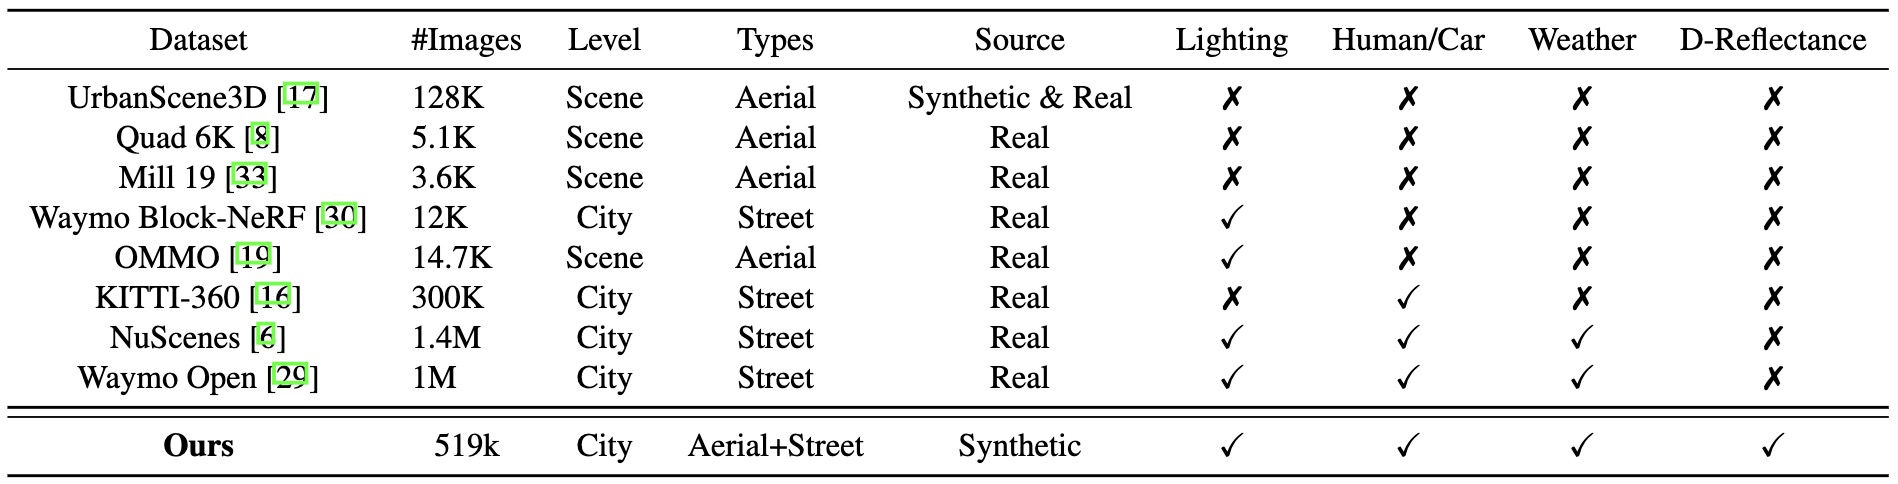 Dataset #Images Level Types Source Lighting Human/Car Weather D-Reflectance
UrbanScene3D [17] 128K Scene Aerial Synthetic & Real ✗ ✗ ✗ ✗
Quad 6K [8] 5.1K Scene Aerial Real ✗ ✗ ✗ ✗
Mill 19 [33] 3.6K Scene Aerial Real ✗ ✗ ✗ ✗
Waymo Block-NeRF [30] 12K City Street Real ✓ ✗ ✗ ✗
OMMO [19] 14.7K Scene Aerial Real ✓ ✗ ✗ ✗
KITTI-360 [16] 300K City Street Real ✗ ✓ ✗ ✗
NuScenes [6] 1.4M City Street Real ✓ ✓ ✓ ✗
Waymo Open [29] 1M City Street Real ✓ ✓ ✓ ✗
Ours 519k City Aerial+Street Synthetic ✓ ✓ ✓ ✓